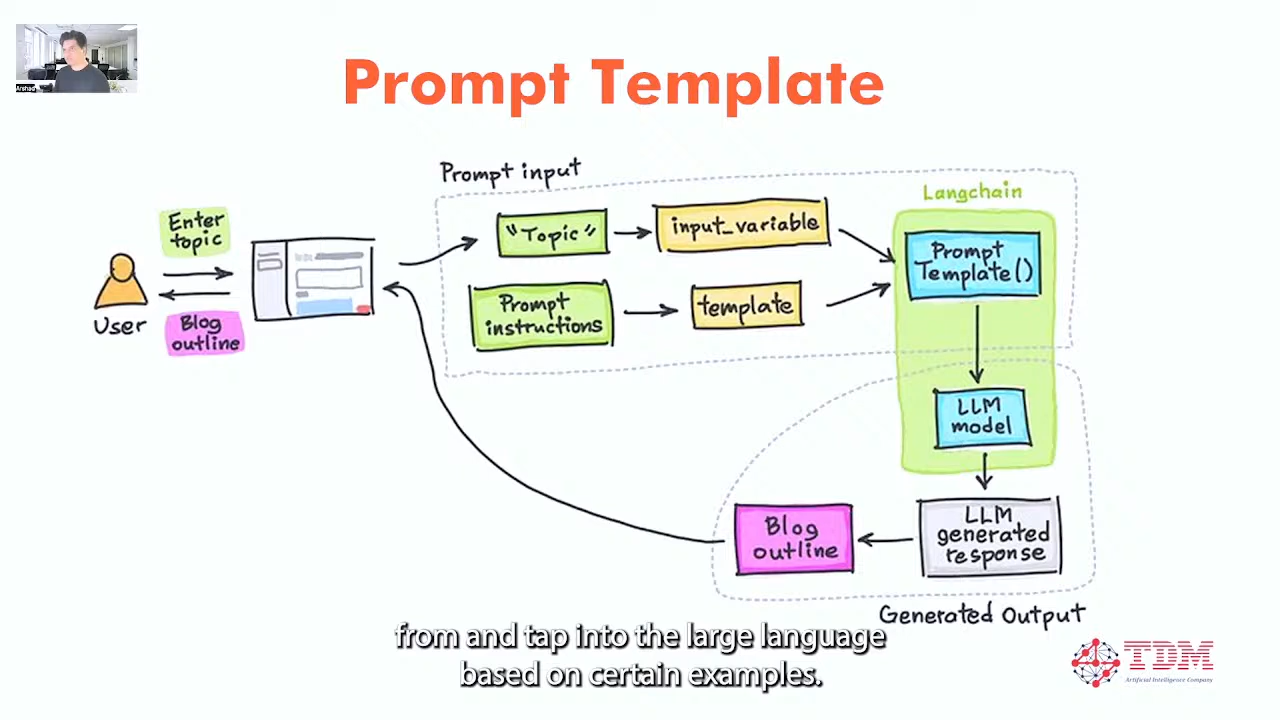 Arshad
Prompt Template
Prompt input
Langchain
Enter
topic
"Topic"
input_variable
Prompt
Template()
Prompt
instructions
template
User
Blog
outline
LLM
model
Blog
outline
LLM
generated
response
Generated Output
from and tap into the large language
based on certain examples.
TDM
Artificial Intelligence Company